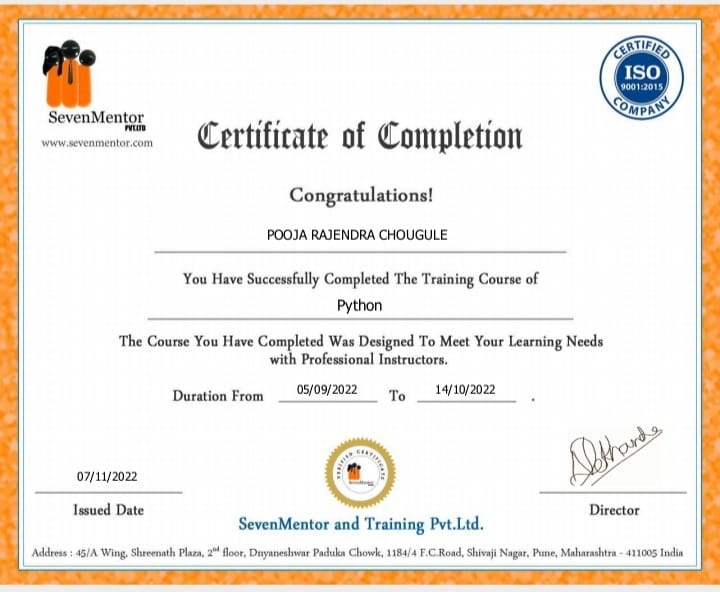 SevenMentor
PVT.LTD
www.sevenmentor.com
CERTIFIED
ISO
9001:2015
COMPANY
Certificate of Completion
Congratulations!
POOJA RAJENDRA CHOUGULE
You Have Successfully Completed The Training Course of
Python
The Course You Have Completed Was Designed To Meet Your Learning Needs
with Professional Instructors.
Duration From 05/09/2022 To 14/10/2022 .
07/11/2022
Issued Date
SevenMentor
Director
SevenMentor and Training Pvt.Ltd.
Address : 45/A Wing, Shreenath Plaza, 2nd floor, Dnyaneshwar Paduka Chowk, 1184/4 F.C.Road, Shivaji Nagar, Pune, Maharashtra - 411005 India